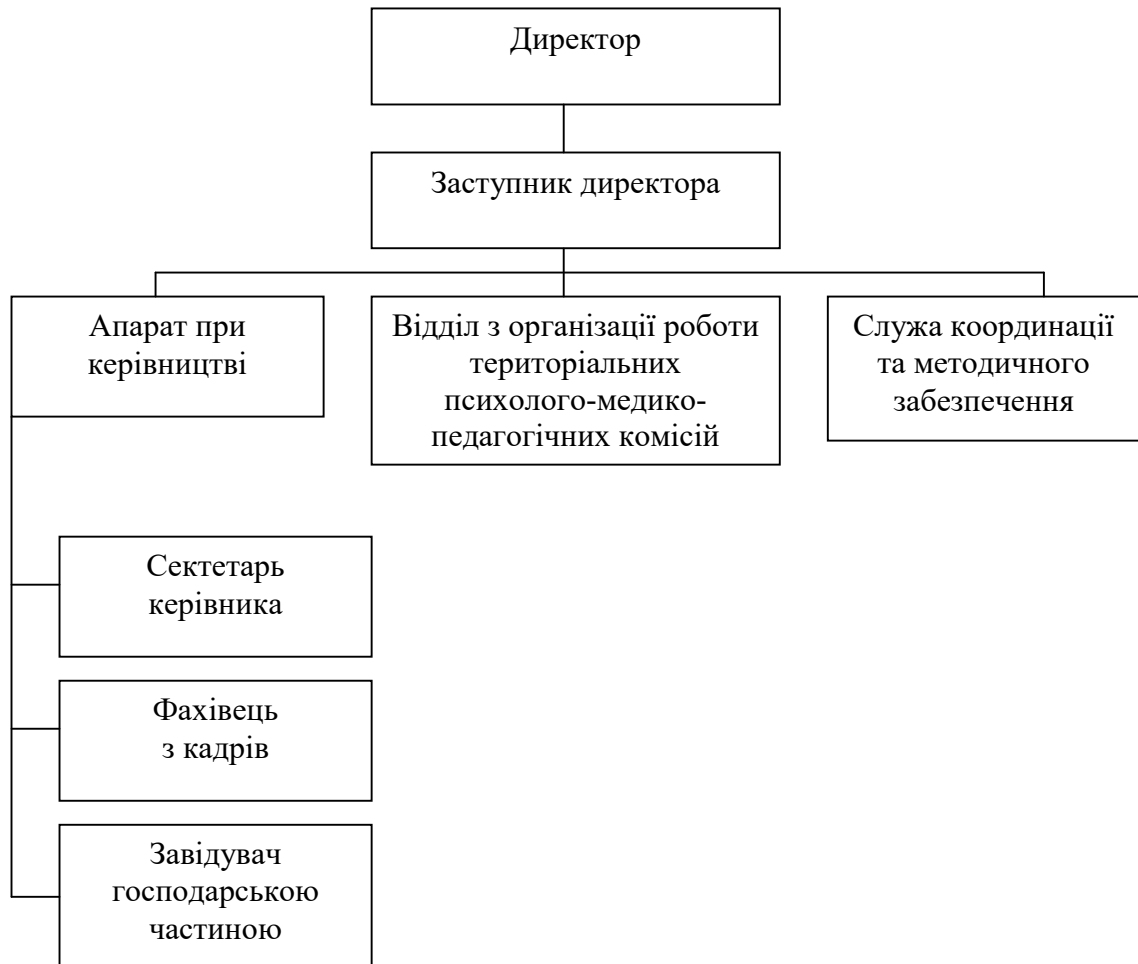 Директор
Заступник директора
Апарат при
керівництві
Відділ з організації роботи
територіальних
психолого-медико-
педагогічних комісій
Служа координації
та методичного
забезпечення
Сектетарь
керівника
Фахівець
з кадрів
Завідувач
господарською
частиною